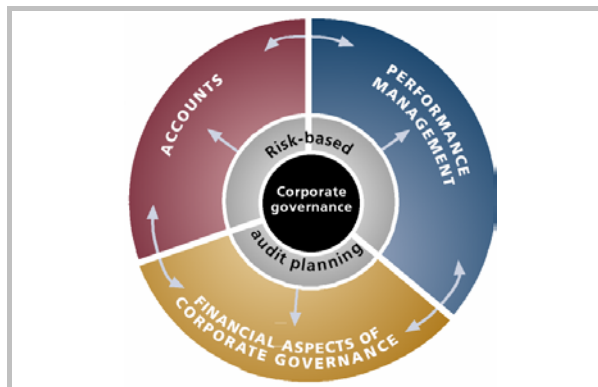 ACCOUNTS
PERFORMANCE
MANAGEMENT
Risk-based
Corporate
governance
audit planning
FINANCIAL ASPECTS OF
CORPORATE GOVERNANCE